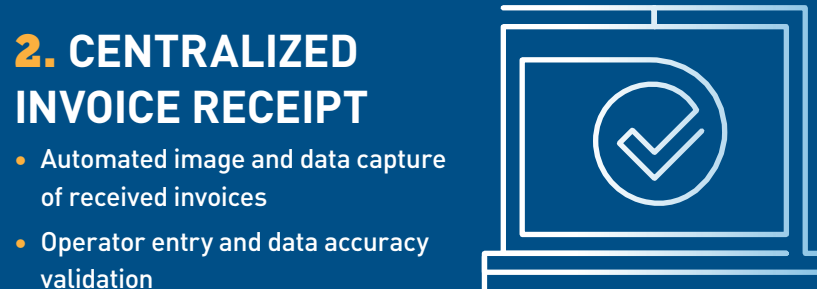 2. CENTRALIZED
INVOICE RECEIPT
• Automated image and data capture
of received invoices
• Operator entry and data accuracy
validation